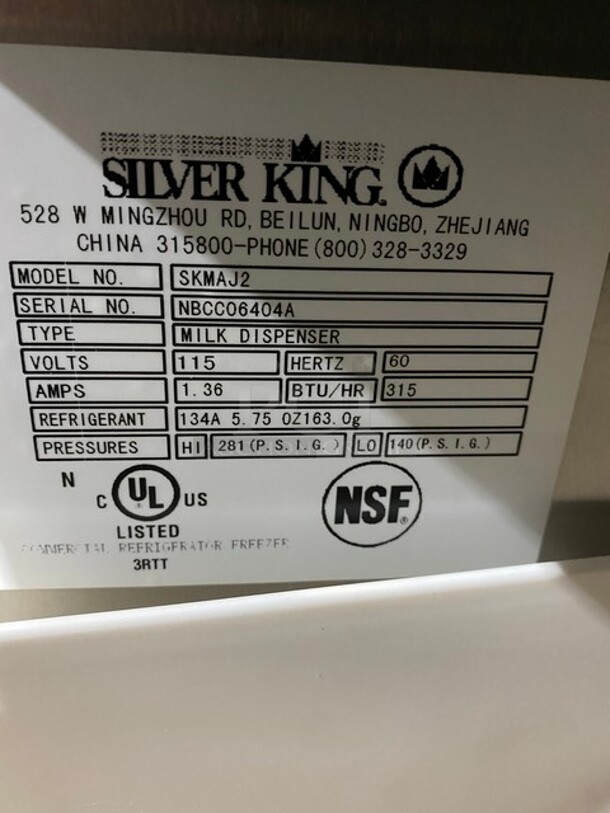 SILVER KING.
528 W MINGZHOU RD, BEILUN, NINGBO, ZHEJIANG
CHINA 315800-PHONE (800) 328-3329
MODEL NO. SKMAJ2
SERIAL NO. NBCC06404A
TYPE MILK DISPENSER
VOLTS 115 HERTZ 60
AMPS 1.36 BTU/HR 315
REFRIGERANT 134A 5.75 OZ163.0g
PRESSURES HI 281 (P.S.I.G.) LO 140 (P.S.I.G.)
N
C UL US
LISTED
COMMERCIAL REFRIGERATOR FREEZER
3RTT
NSF®